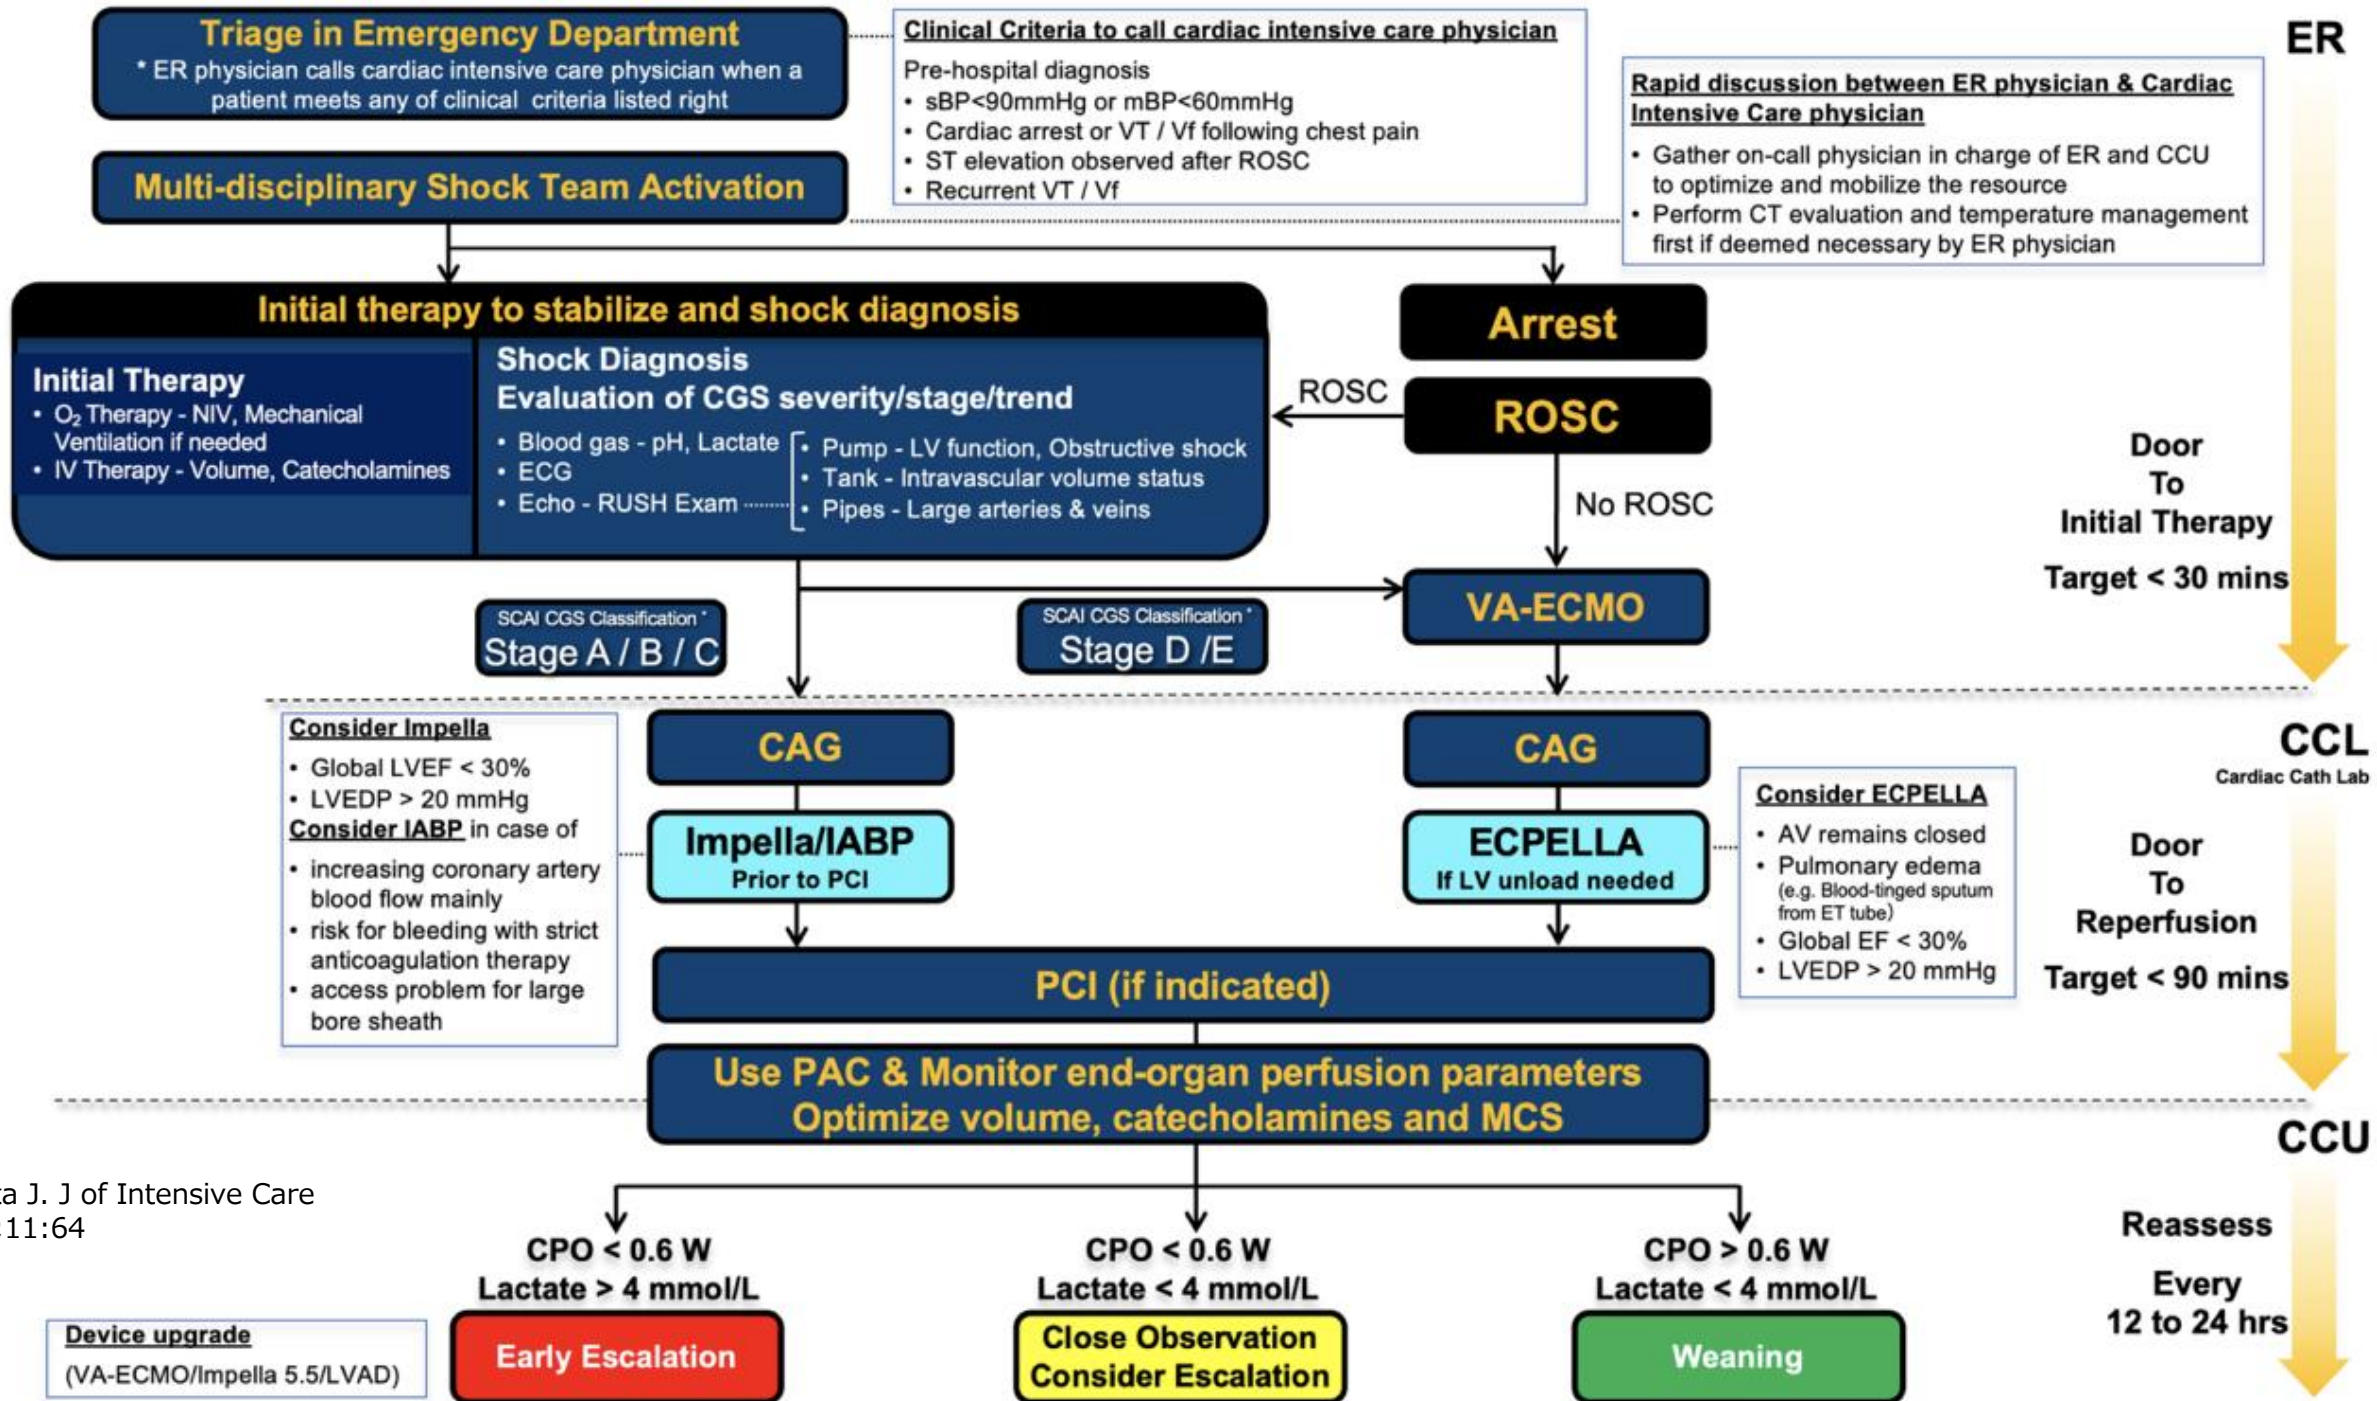 Triage in Emergency Department
* ER physician calls cardiac intensive care physician when a
patient meets any of clinical criteria listed right
Clinical Criteria to call cardiac intensive care physician
Pre-hospital diagnosis
• sBP<90mmHg or mBP<60mmHg
• Cardiac arrest or VT / Vf following chest pain
• ST elevation observed after ROSC
• Recurrent VT / Vf
ER
Rapid discussion between ER physician & Cardiac
Intensive Care physician
• Gather on-call physician in charge of ER and CCU
to optimize and mobilize the resource
• Perform CT evaluation and temperature management
first if deemed necessary by ER physician
Multi-disciplinary Shock Team Activation
Initial therapy to stabilize and shock diagnosis
Initial Therapy
• O₂ Therapy - NIV, Mechanical
Ventilation if needed
• IV Therapy - Volume, Catecholamines
Shock Diagnosis
Evaluation of CGS severity/stage/trend
• Blood gas - pH, Lactate
• ECG
• Echo - RUSH Exam
• Pump - LV function, Obstructive shock
• Tank - Intravascular volume status
• Pipes - Large arteries & veins
Arrest
ROSC
ROSC
No ROSC
Door
To
Initial Therapy
Target < 30 mins
SCAI CGS Classification *
Stage A / B / C
SCAI CGS Classification *
Stage D /E
VA-ECMO
Consider Impella
• Global LVEF < 30%
• LVEDP > 20 mmHg
Consider IABP in case of
• increasing coronary artery
blood flow mainly
• risk for bleeding with strict
anticoagulation therapy
• access problem for large
bore sheath
CAG
Impella/IABP
Prior to PCI
CAG
ECPELLA
If LV unload needed
Consider ECPELLA
• AV remains closed
• Pulmonary edema
(e.g. Blood-tinged sputum
from ET tube)
• Global EF < 30%
• LVEDP > 20 mmHg
CCL
Cardiac Cath Lab
Door
To
Reperfusion
Target < 90 mins
PCI (if indicated)
Use PAC & Monitor end-organ perfusion parameters
Optimize volume, catecholamines and MCS
CCU
J. J of Intensive Care
11:64
CPO < 0.6 W
Lactate > 4 mmol/L
Early Escalation
CPO < 0.6 W
Lactate < 4 mmol/L
Close Observation
Consider Escalation
CPO > 0.6 W
Lactate < 4 mmol/L
Weaning
Reassess
Every
12 to 24 hrs
Device upgrade
(VA-ECMO/Impella 5.5/LVAD)